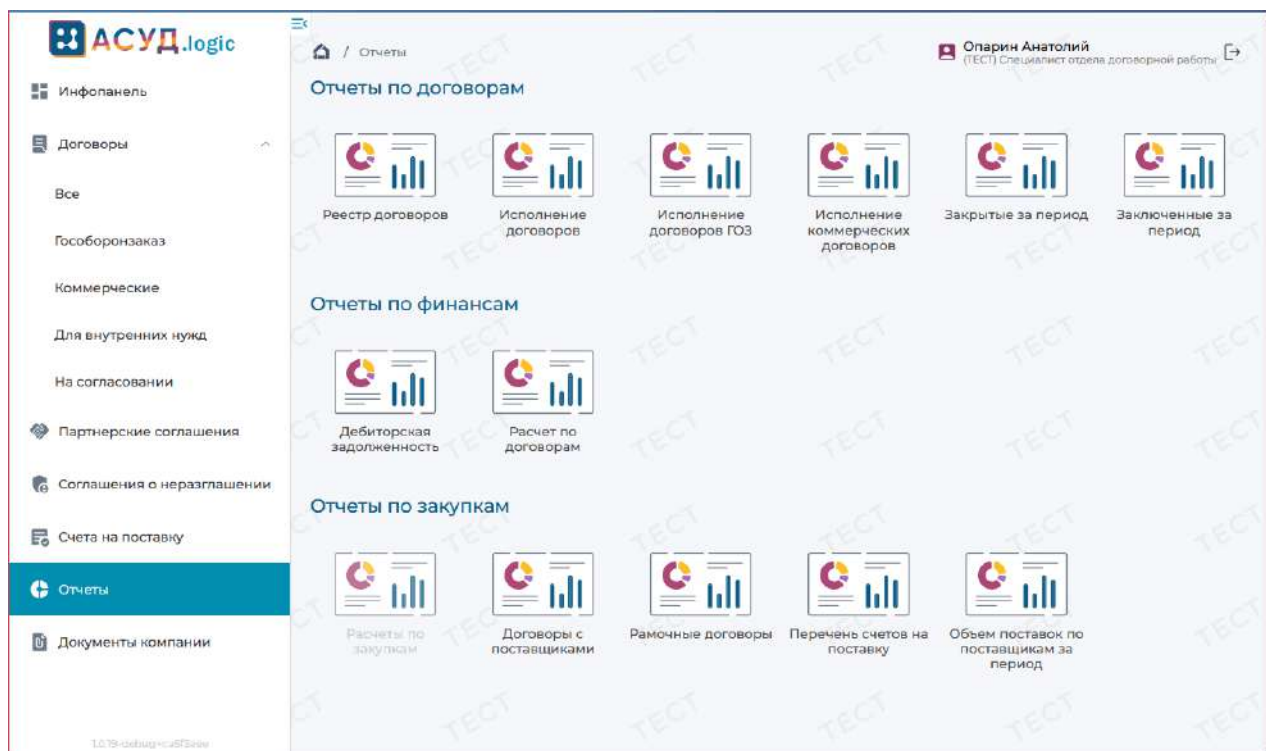 АСУД.logic
Инфопанель
Договоры
Все
Гособоронзаказ
Коммерческие
Для внутренних нужд
На согласовании
Партнерские соглашения
Соглашения о неразглашении
Счета на поставку
Отчеты
Документы компании
/ Отчеты
Опарин Анатолий
(ТЕСТ) Специалист отдела договорной работы
Отчеты по договорам
Реестр договоров
Исполнение
договоров
Исполнение
договоров ГОЗ
Исполнение
коммерческих
договоров
Закрытые за период
Заключенные за
период
Отчеты по финансам
Дебиторская
задолженность
Расчет по
договорам
Отчеты по закупкам
Расчеты по
закупкам
Договоры с
поставщиками
Рамочные договоры
Перечень счетов на
поставку
Объем поставок по
поставщикам за
период
ТЕСТ